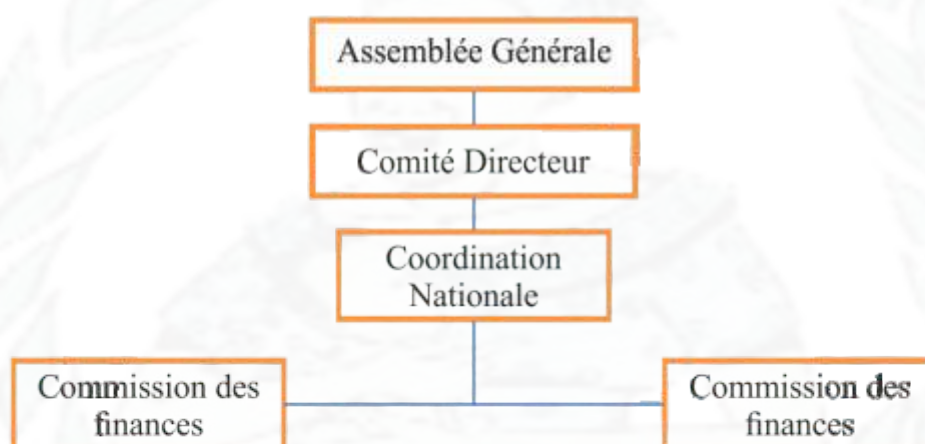 Assemblée Générale
Comité Directeur
Coordination
Nationale
Commission des
finances
Commission des
finances